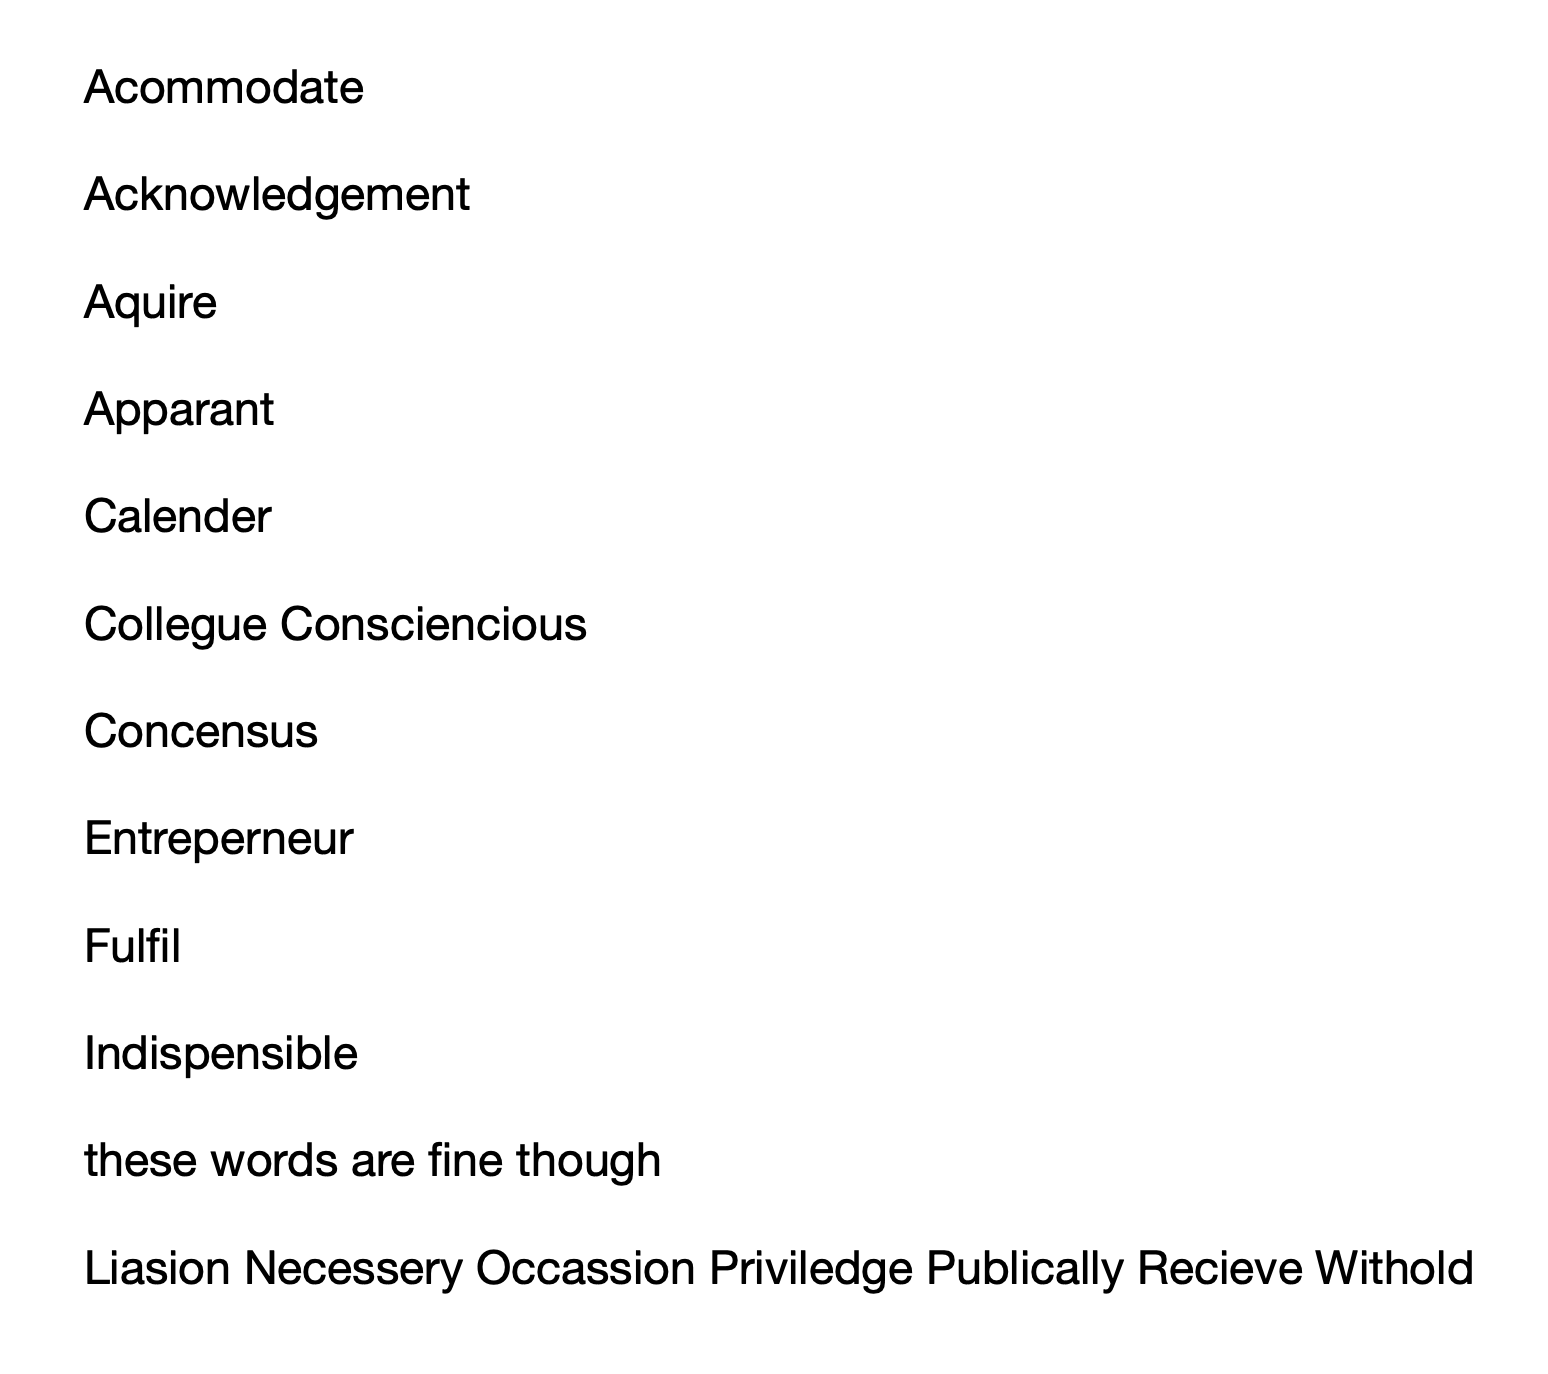 Acommodate
Acknowledgement
Aquire
Apparant
Calender
Collegue Consciencious
Concensus
Entreperneur
Fulfil
Indispensible
these words are fine though
Liasion Necessery Occassion Priviledge Publically Recieve Withold